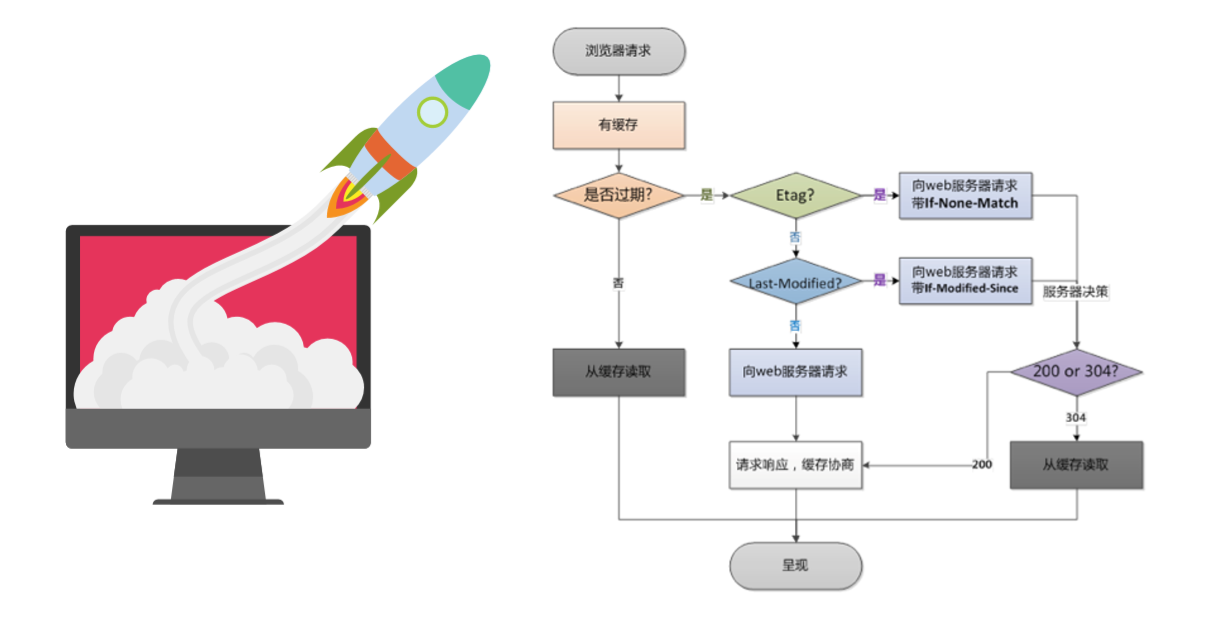 浏览器请求
有缓存
是否过期?
是
Etag?
是
向web服务器请求
带If-None-Match
否
否
Last-Modified?
是
向web服务器请求
带If-Modified-Since
服务器决策
否
从缓存读取
向web服务器请求
200 or 304?
304
请求响应，缓存协商
200
从缓存读取
呈现